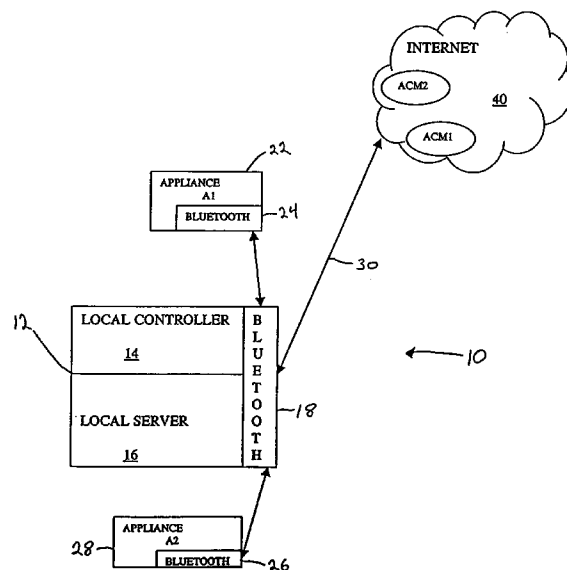 INTERNET
ACM2
40
ACM1
22
APPLIANCE
A1
BLUETOOTH
24
30
12
LOCAL CONTROLLER
14
BLUETOOTH
10
18
LOCAL SERVER
16
APPLIANCE
A2
28
BLUETOOTH
26